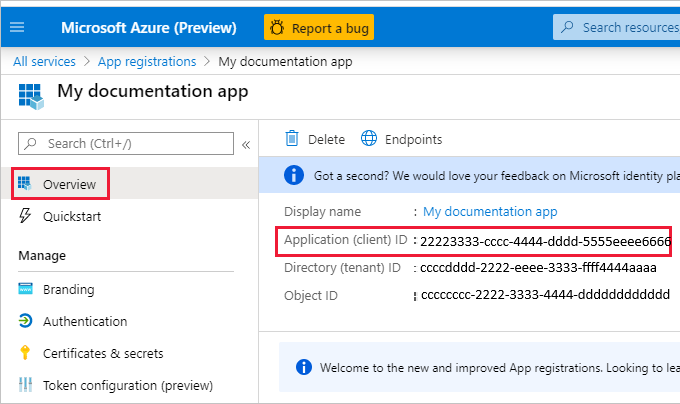 Microsoft Azure (Preview)
Report a bug
Search resources
All services > App registrations > My documentation app
My documentation app
Search (Ctrl+/)
«
Overview
Quickstart
Manage
Branding
Authentication
Certificates & secrets
Token configuration (preview)
Delete
Endpoints
Got a second? We would love your feedback on Microsoft identity pla
Display name : My documentation app
Application (client) ID : 22223333-cccc-4444-dddd-5555eeee6666
Directory (tenant) ID : ccccdddd-2222-eeee-3333-ffff4444aaaa
Object ID : cccccccc-2222-3333-4444-dddddddddddd
Welcome to the new and improved App registrations. Looking to lea